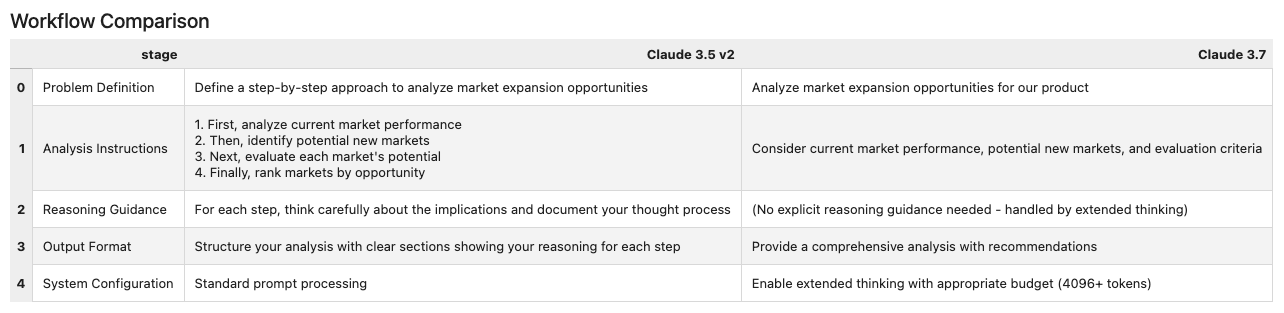 Workflow Comparison
stage Claude 3.5 v2 Claude 3.7
0 Problem Definition Define a step-by-step approach to analyze market expansion opportunities Analyze market expansion opportunities for our product
1 Analysis Instructions 1. First, analyze current market performance
2. Then, identify potential new markets
3. Next, evaluate each market's potential
4. Finally, rank markets by opportunity Consider current market performance, potential new markets, and evaluation criteria
2 Reasoning Guidance For each step, think carefully about the implications and document your thought process (No explicit reasoning guidance needed - handled by extended thinking)
3 Output Format Structure your analysis with clear sections showing your reasoning for each step Provide a comprehensive analysis with recommendations
4 System Configuration Standard prompt processing Enable extended thinking with appropriate budget (4096+ tokens)